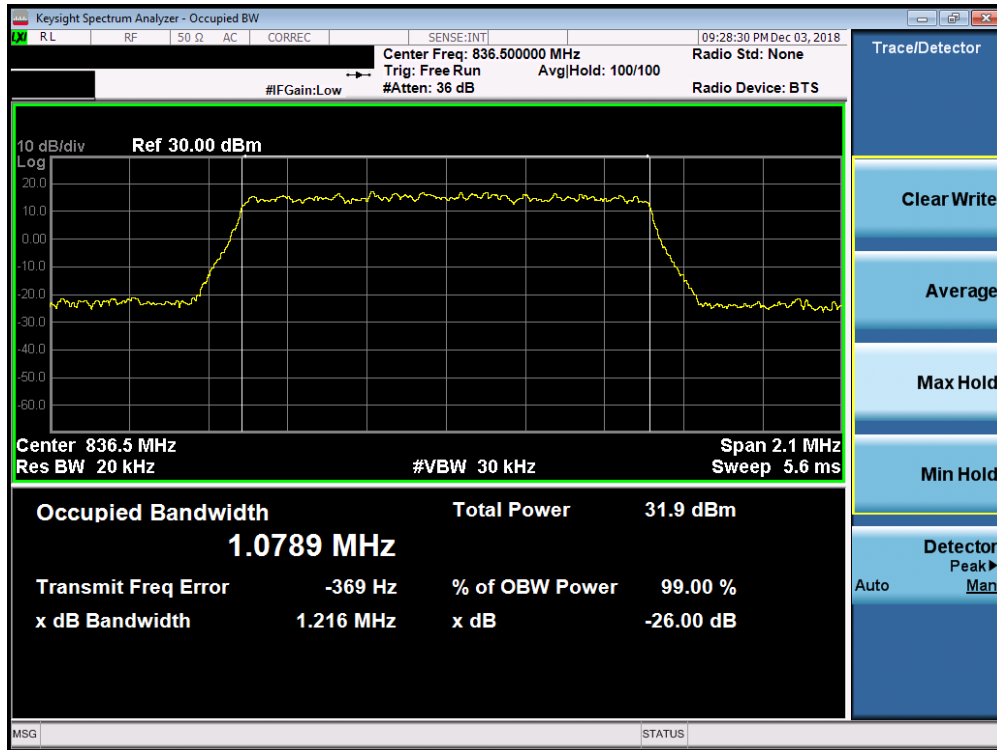 Keysight Spectrum Analyzer - Occupied BW
LXI RL RF 50 Ω AC CORREC SENSE:INT 09:28:30 PM Dec 03, 2018
Center Freq: 836.500000 MHz Radio Std: None
Trig: Free Run Avg|Hold: 100/100
#IFGain:Low #Atten: 36 dB Radio Device: BTS
10 dB/div Ref 30.00 dBm
Log
20.0
10.0
0.00
-10.0
-20.0
-30.0
-40.0
-50.0
-60.0
Center 836.5 MHz Span 2.1 MHz
Res BW 20 kHz #VBW 30 kHz Sweep 5.6 ms
Occupied Bandwidth Total Power 31.9 dBm
1.0789 MHz
Transmit Freq Error -369 Hz % of OBW Power 99.00 %
x dB Bandwidth 1.216 MHz x dB -26.00 dB
MSG STATUS
Trace/Detector
Clear Write
Average
Max Hold
Min Hold
Detector
Peak▶
Auto Man